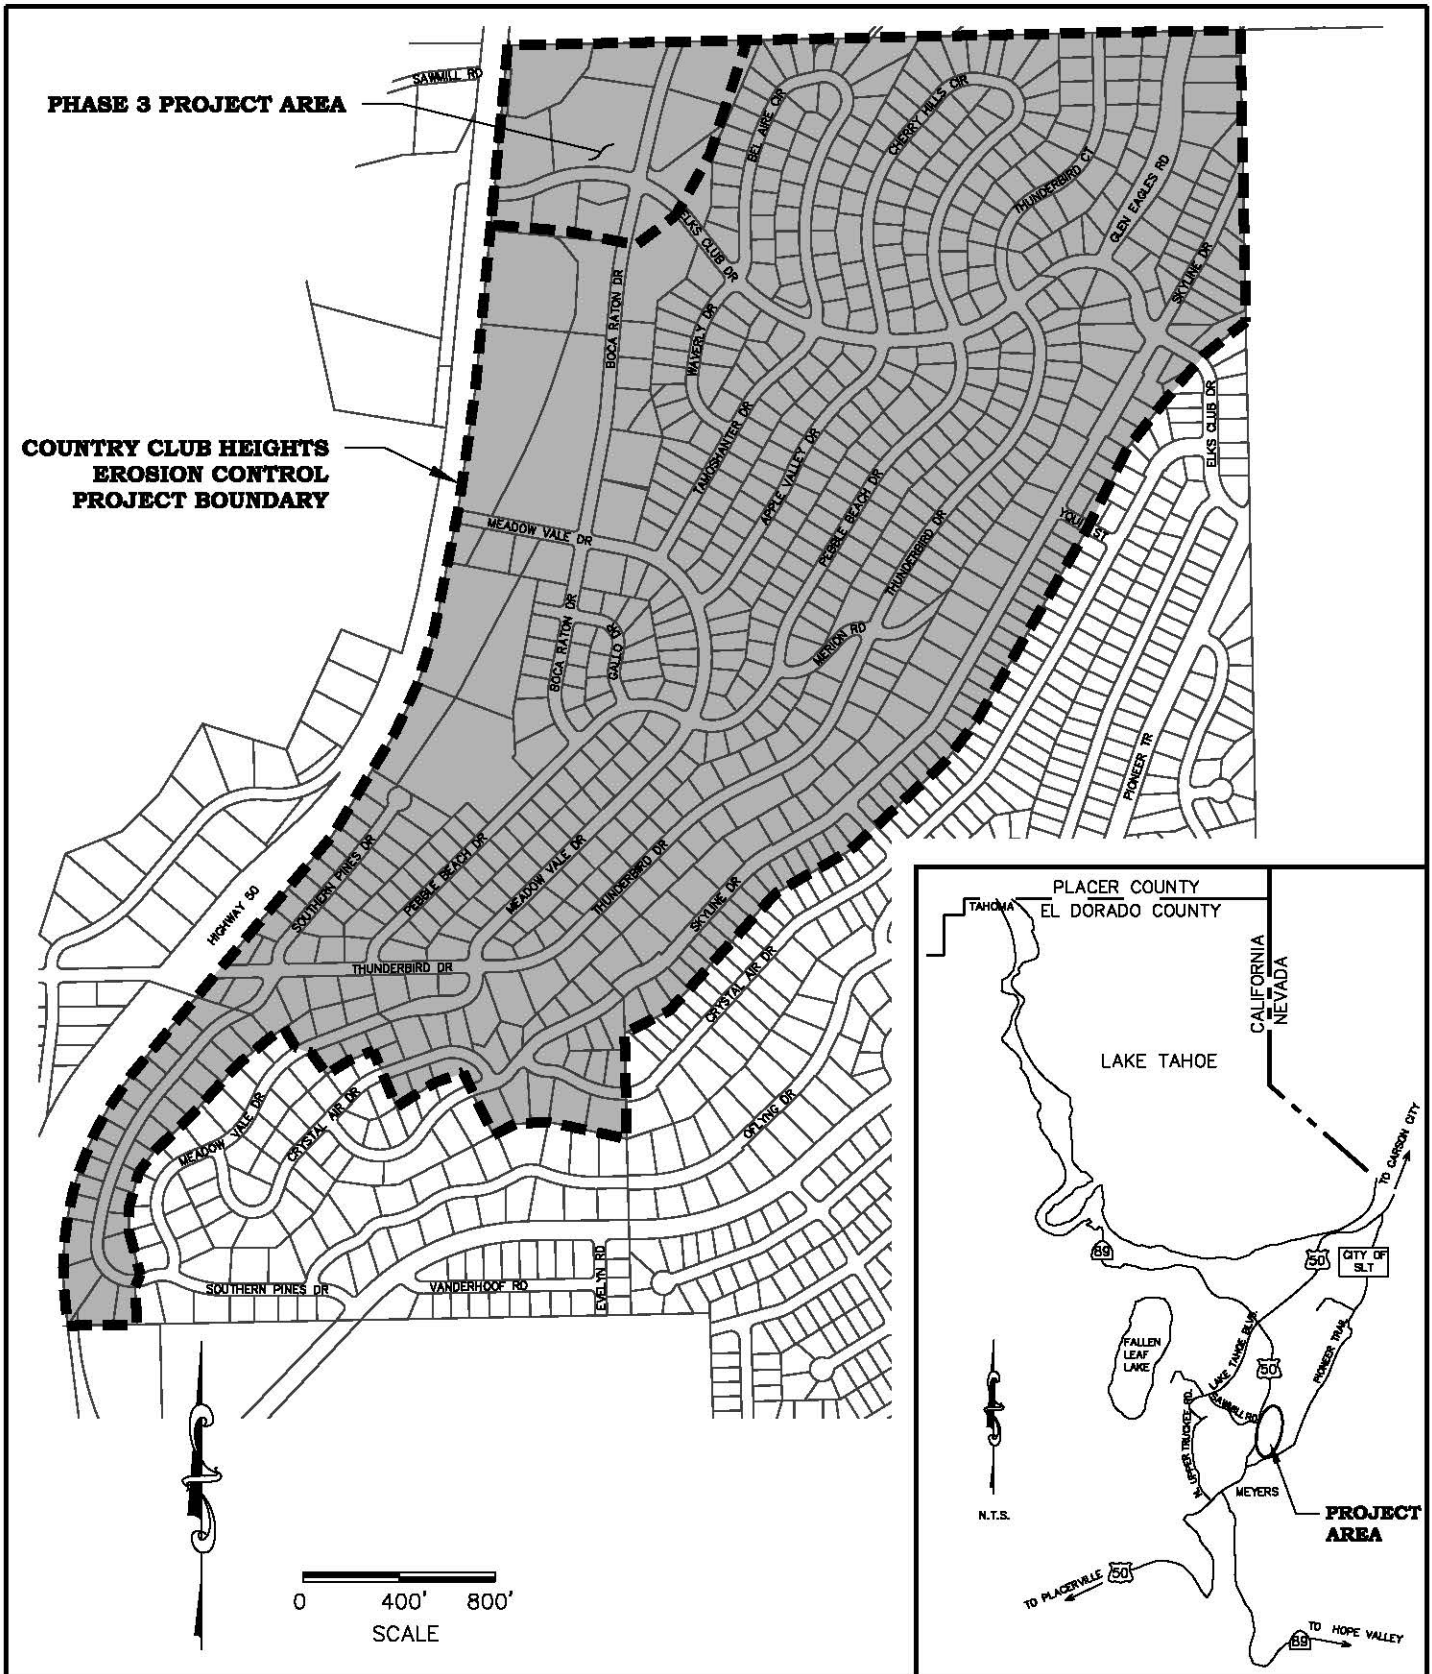 SAWMILL RD
PHASE 3 PROJECT AREA
BEL AIRE CIR
CHERRY HILLS CIR
THUNDERBIRD CT
GLEN EAGLES RD
ELKS CLUB DR
SKYLINE DR
BOCA RATON DR
WAVERLY DR
ELKS CLUB DR
COUNTRY CLUB HEIGHTS
EROSION CONTROL
PROJECT BOUNDARY
TAMOSHANTER DR
APPLE VALLEY DR
PEBBLE BEACH DR
THUNDERBIRD DR
MEADOW VALE DR
BOCA RATON DR
GALLO CIR
MERION RD
PIONEER TR
HIGHWAY 50
SOUTHERN PINES DR
PEBBLE BEACH DR
MEADOW VALE DR
THUNDERBIRD DR
SKYLINE DR
THUNDERBIRD DR
CRYSTAL AIR DR
MEADOW VALE DR
CRYSTAL AIR DR
OFLYNG DR
SOUTHERN PINES DR
VANDERHOOF RD
EVELYN RD
0 400' 800'
SCALE
PLACER COUNTY
TAHOMA
EL DORADO COUNTY
CALIFORNIA
NEVADA
LAKE TAHOE
TO CARSON CITY
89
50
CITY OF
SLT
FALLEN
LEAF
LAKE
LAKE TAHOE BLVD.
50
PIONEER TRAIL
SAWMILL RD.
N. UPPER TRUCKEE RD.
MEYERS
N.T.S.
PROJECT
AREA
TO PLACERVILLE
50
TO HOPE VALLEY
89